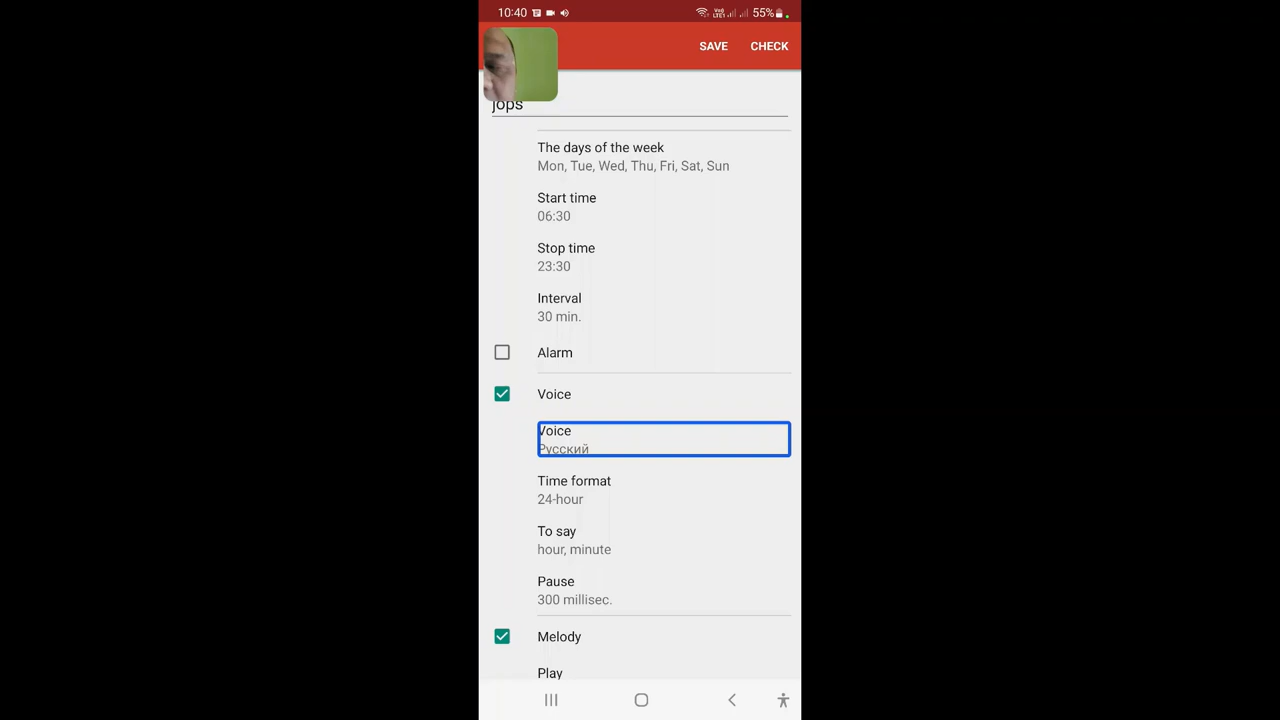 10:40
55%
SAVE CHECK
jops
The days of the week
Mon, Tue, Wed, Thu, Fri, Sat, Sun
Start time
06:30
Stop time
23:30
Interval
30 min.
Alarm
Voice
Voice
Русский
Time format
24-hour
To say
hour, minute
Pause
300 millisec.
Melody
Play